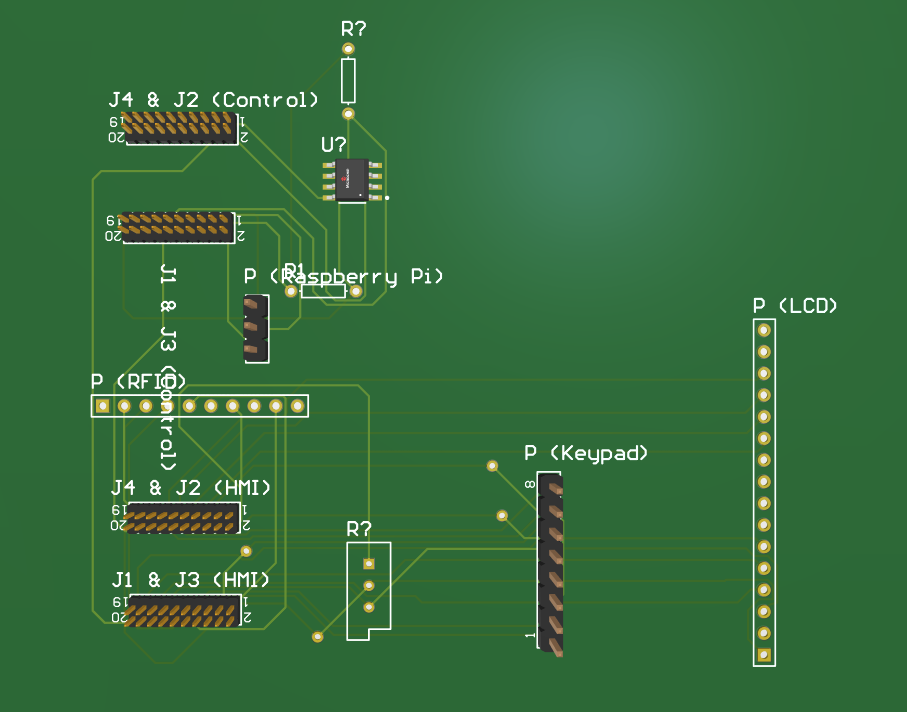 R?
J4 & J2 (Control)
19 1
20 2
U?
19 1
20 2
R1
P (Raspberry Pi)
J1 & J3 (Control)
P (LCD)
P (RFID)
P (Keypad)
8
J4 & J2 (HMI)
19 1
20 2
R?
J1 & J3 (HMI)
19 1
20 2
1